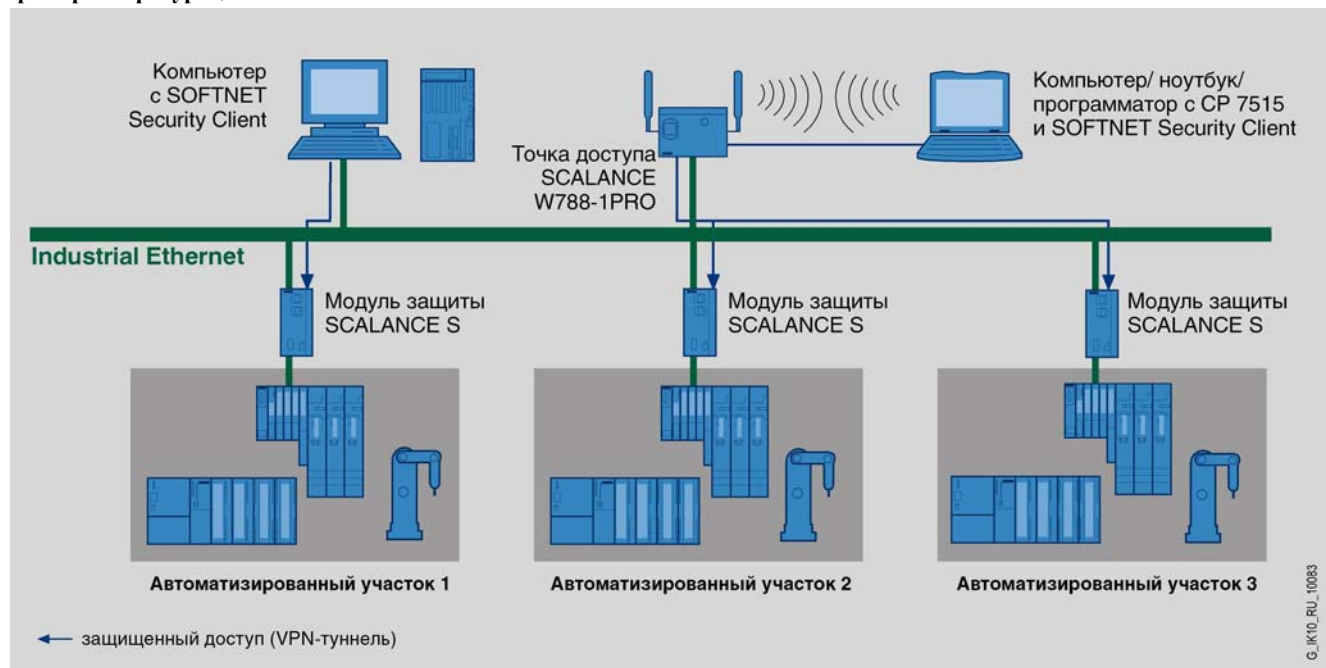 Компьютер
с SOFTNET
Security Client
Точка доступа
SCALANCE
W788-1PRO
Компьютер/ ноутбук/
программатор с CP 7515
и SOFTNET Security Client
Industrial Ethernet
Модуль защиты
SCALANCE S
Модуль защиты
SCALANCE S
Модуль защиты
SCALANCE S
Автоматизированный участок 1
Автоматизированный участок 2
Автоматизированный участок 3
защищенный доступ (VPN-туннель)
G_IK10_RU_10083